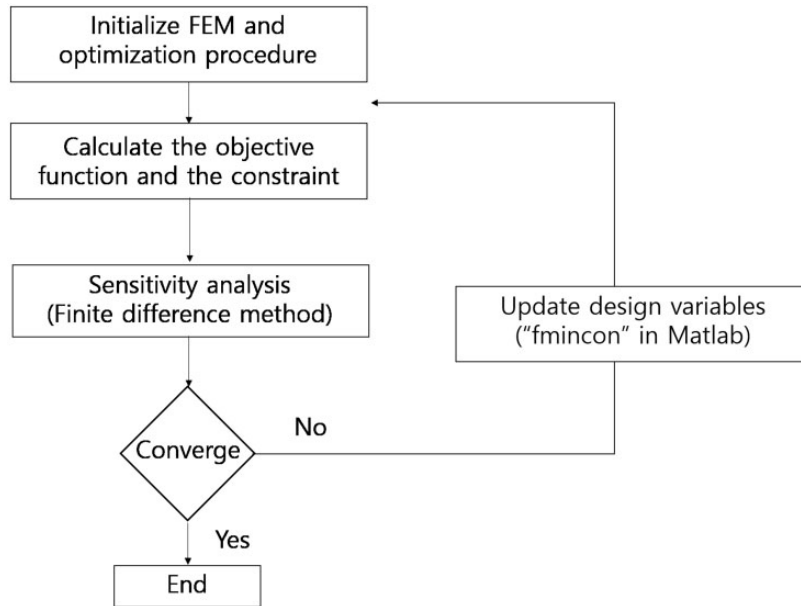 Initialize FEM and
optimization procedure
Calculate the objective
function and the constraint
Sensitivity analysis
(Finite difference method)
Update design variables
("fmincon" in Matlab)
Converge
No
Yes
End